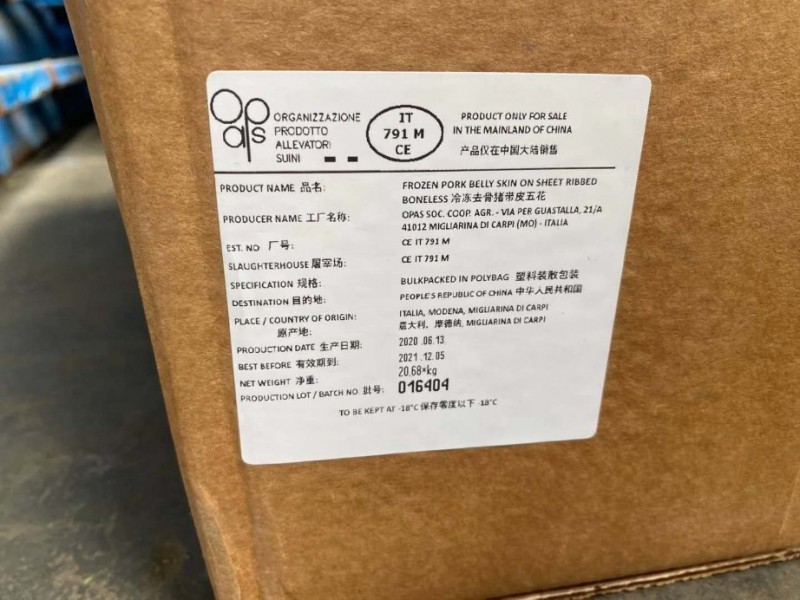 opas
ORGANIZZAZIONE
PRODOTTO
ALLEVATORI
SUINI
IT
791 M
CE
PRODUCT ONLY FOR SALE
IN THE MAINLAND OF CHINA
产品仅在中国大陆销售
PRODUCT NAME 品名: FROZEN PORK BELLY SKIN ON SHEET RIBBED
BONELESS 冷冻去骨猪带皮五花
PRODUCER NAME 工厂名称: OPAS SOC. COOP. AGR. - VIA PER GUASTALLA, 21/A
41012 MIGLIARINA DI CARPI (MO) - ITALIA
EST. NO 厂号: CE IT 791 M
SLAUGHTERHOUSE 屠宰场: CE IT 791 M
SPECIFICATION 规格: BULKPACKED IN POLYBAG 塑料装散包装
DESTINATION 目的地: PEOPLE'S REPUBLIC OF CHINA 中华人民共和国
PLACE / COUNTRY OF ORIGIN: ITALIA, MODENA, MIGLIARINA DI CARPI
原产地: 意大利, 摩德纳, MIGLIARINA DI CARPI
PRODUCTION DATE 生产日期: 2020 .06.13
BEST BEFORE 有效期到: 2021 .12.05
NET WEIGHT 净重: 20.68*kg
PRODUCTION LOT / BATCH NO. 批号: 016404
TO BE KEPT AT -18°C 保存零度以下 -18°C